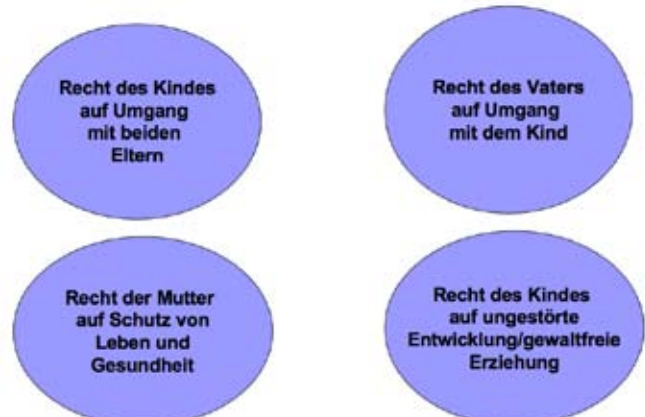 Recht des Kindes
auf Umgang
mit beiden
Eltern
Recht des Vaters
auf Umgang
mit dem Kind
Recht der Mutter
auf Schutz von
Leben und
Gesundheit
Recht des Kindes
auf ungestörte
Entwicklung/gewaltfreie
Erziehung